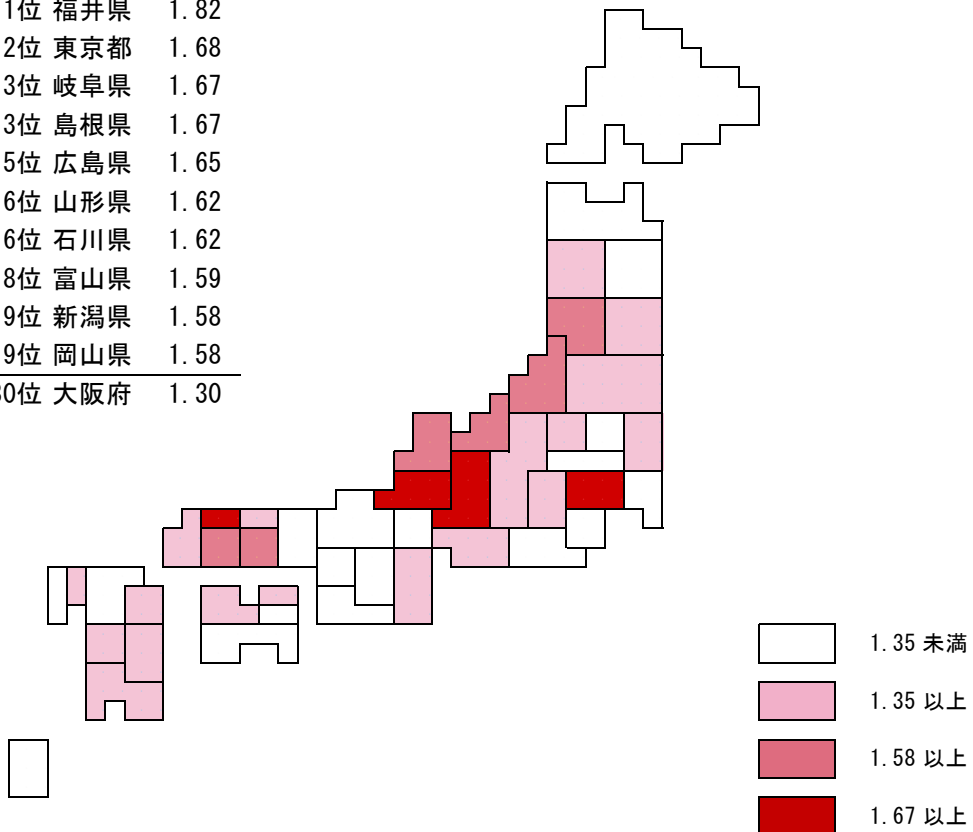 1位 福井県 1.82
2位 東京都 1.68
3位 岐阜県 1.67
3位 島根県 1.67
5位 広島県 1.65
6位 山形県 1.62
6位 石川県 1.62
8位 富山県 1.59
9位 新潟県 1.58
9位 岡山県 1.58
0位 大阪府 1.30
1.35 未満
1.35 以上
1.58 以上
1.67 以上